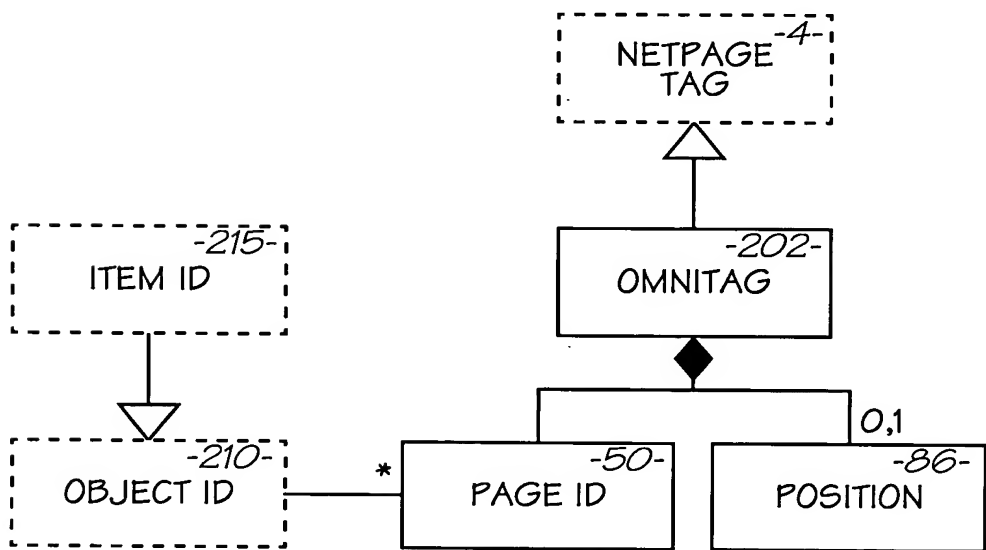 -4-
NETPAGE
TAG
-215-
ITEM ID
-202-
OMNITAG
0,1
-210-
OBJECT ID
*
-50-
PAGE ID
-86-
POSITION